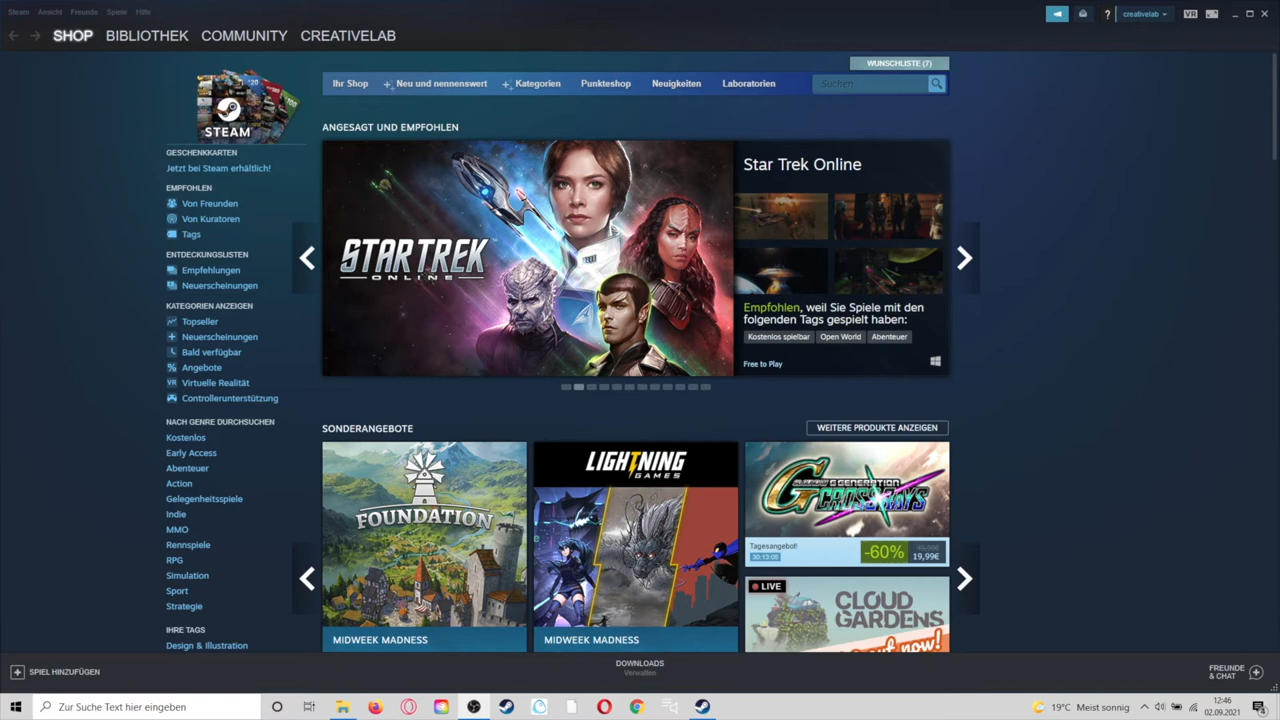 Steam Ansicht Freunde Spiele Hilfe
creativelab
VR
SHOP BIBLIOTHEK COMMUNITY CREATIVELAB
WUNSCHLISTE (7)
Ihr Shop Neu und nennenswert Kategorien Punkteshop Neuigkeiten Laboratorien Suchen
STEAM
GESCHENKKARTEN
Jetzt bei Steam erhältlich!
EMPFOHLEN
Von Freunden
Von Kuratoren
Tags
ENTDECKUNGSLISTEN
Empfehlungen
Neuerscheinungen
KATEGORIEN ANZEIGEN
Topseller
Neuerscheinungen
Bald verfügbar
Angebote
VR Virtuelle Realität
Controllerunterstützung
NACH GENRE DURCHSUCHEN
Kostenlos
Early Access
Abenteuer
Action
Gelegenheitsspiele
Indie
MMO
Rennspiele
RPG
Simulation
Sport
Strategie
IHRE TAGS
Design & Illustration
ANGESAGT UND EMPFOHLEN
STAR TREK
ONLINE
Star Trek Online
Empfohlen, weil Sie Spiele mit den
folgenden Tags gespielt haben:
Kostenlos spielbar Open World Abenteuer
Free to Play
SONDERANGEBOTE
WEITERE PRODUKTE ANZEIGEN
FOUNDATION
MIDWEEK MADNESS
LIGHTNING
GAMES
MIDWEEK MADNESS
GENERATION
CROSSRAYS
Tagesangebot!
-60%
19,99€
LIVE
CLOUD
GARDENS
out now!
SPIEL HINZUFÜGEN
DOWNLOADS
Verwalten
FREUNDE
& CHAT
Zur Suche Text hier eingeben
19°C Meist sonnig
12:46
02.09.2021